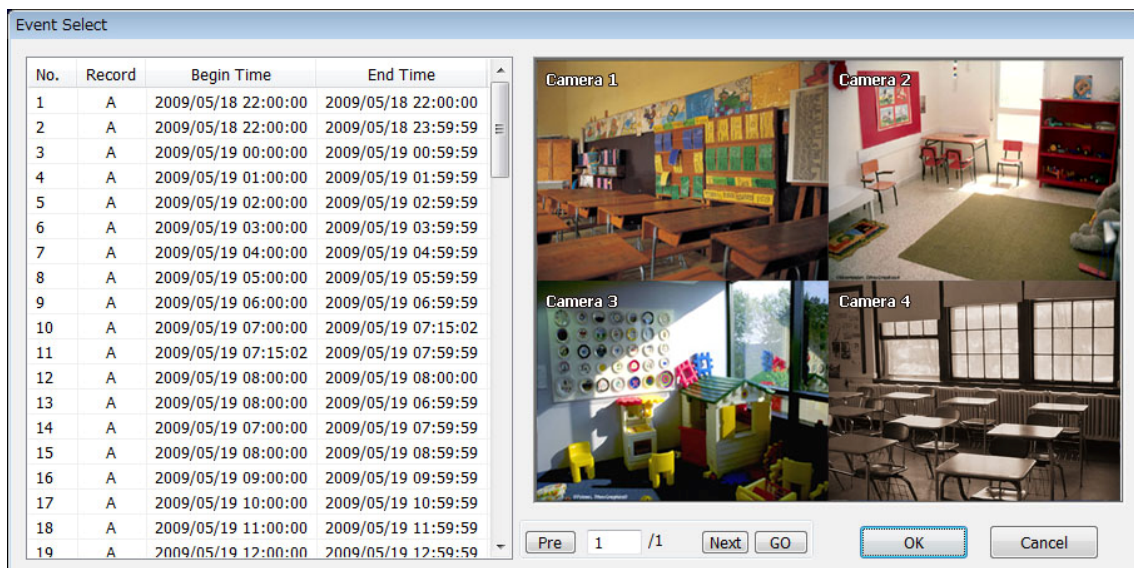 Event Select
No. Record Begin Time End Time
1 A 2009/05/18 22:00:00 2009/05/18 22:00:00
2 A 2009/05/18 22:00:00 2009/05/18 23:59:59
3 A 2009/05/19 00:00:00 2009/05/19 00:59:59
4 A 2009/05/19 01:00:00 2009/05/19 01:59:59
5 A 2009/05/19 02:00:00 2009/05/19 02:59:59
6 A 2009/05/19 03:00:00 2009/05/19 03:59:59
7 A 2009/05/19 04:00:00 2009/05/19 04:59:59
8 A 2009/05/19 05:00:00 2009/05/19 05:59:59
9 A 2009/05/19 06:00:00 2009/05/19 06:59:59
10 A 2009/05/19 07:00:00 2009/05/19 07:15:02
11 A 2009/05/19 07:15:02 2009/05/19 07:59:59
12 A 2009/05/19 08:00:00 2009/05/19 08:00:00
13 A 2009/05/19 08:00:00 2009/05/19 06:59:59
14 A 2009/05/19 07:00:00 2009/05/19 07:59:59
15 A 2009/05/19 08:00:00 2009/05/19 08:59:59
16 A 2009/05/19 09:00:00 2009/05/19 09:59:59
17 A 2009/05/19 10:00:00 2009/05/19 10:59:59
18 A 2009/05/19 11:00:00 2009/05/19 11:59:59
19 A 2009/05/19 12:00:00 2009/05/19 12:59:59
Camera 1
Camera 2
Camera 3
Camera 4
Pre 1 /1 Next GO
OK
Cancel